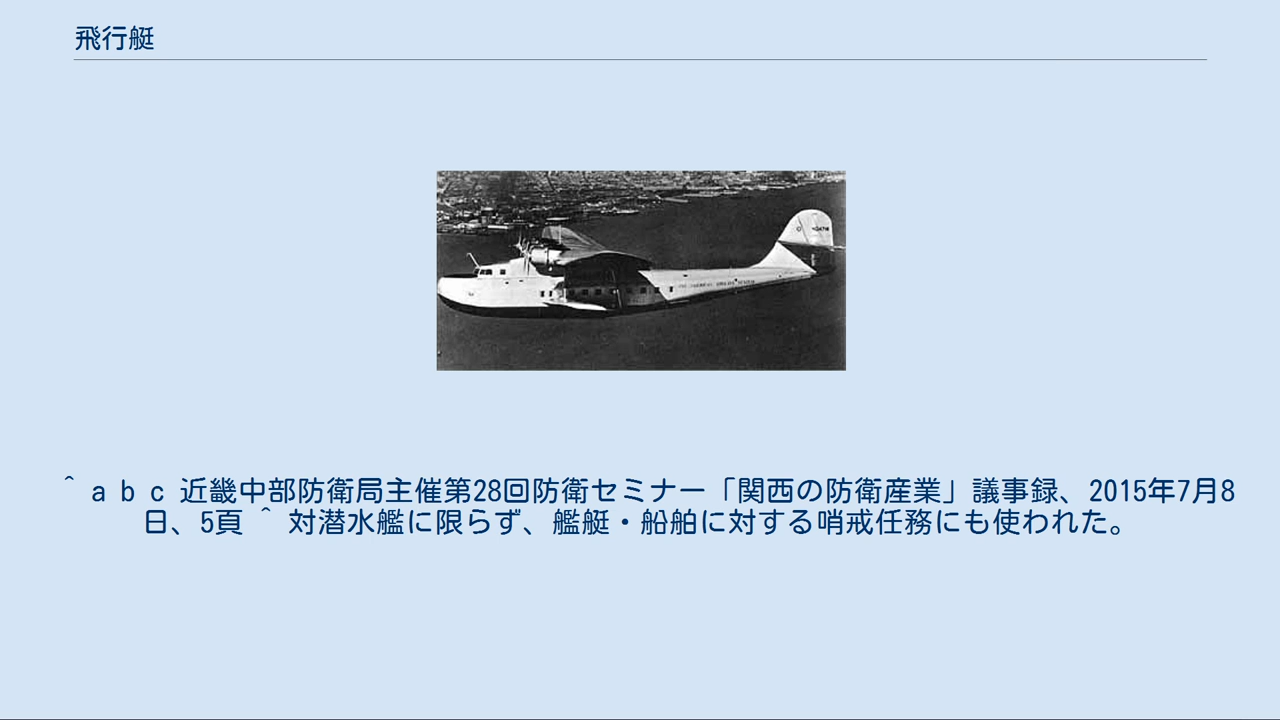 飛行艇
^ a b c 近畿中部防衛局主催第28回防衛セミナー「関西の防衛産業」議事録、2015年7月8
日、5頁 ^ 対潜水艦に限らず、艦艇・船舶に対する哨戒任務にも使われた。